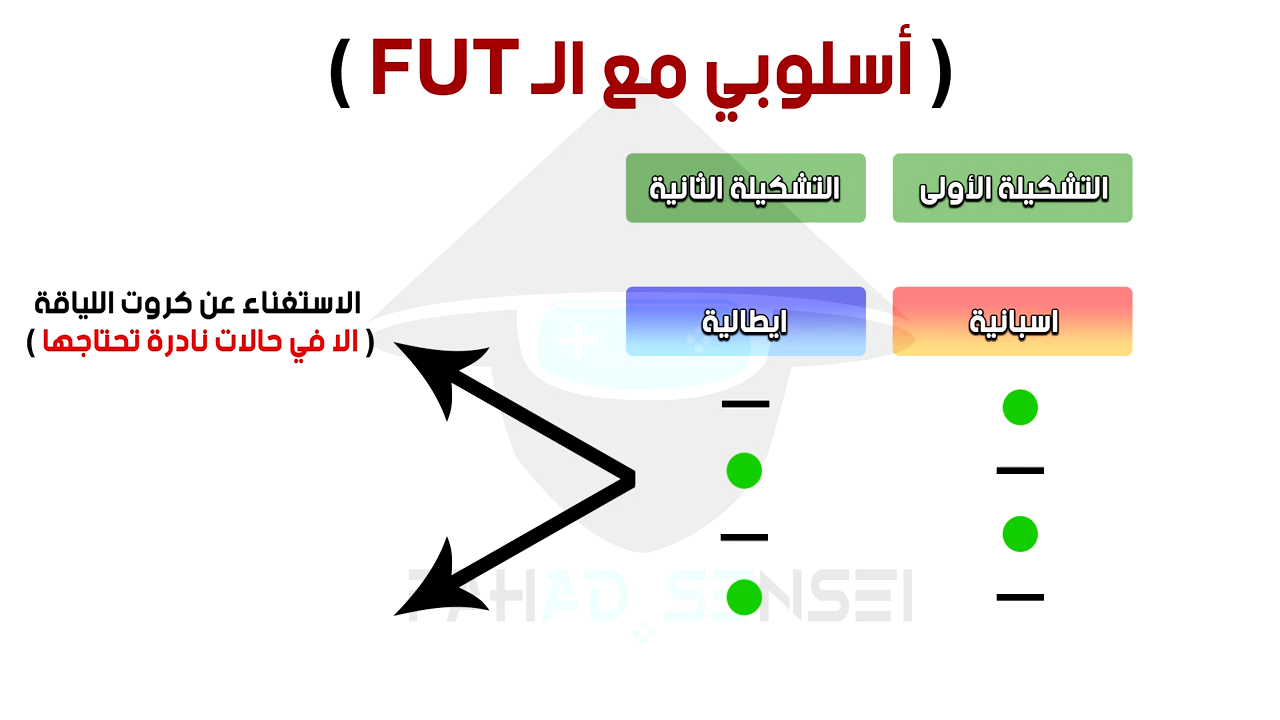 ( أسلوبي مع الـ FUT )
التشكيلة الأولى
التشكيلة الثانية
اسبانية
ايطالية
الاستغناء عن كروت اللياقة
( الا في حالات نادرة تحتاجها )
FAHAD SENSEI